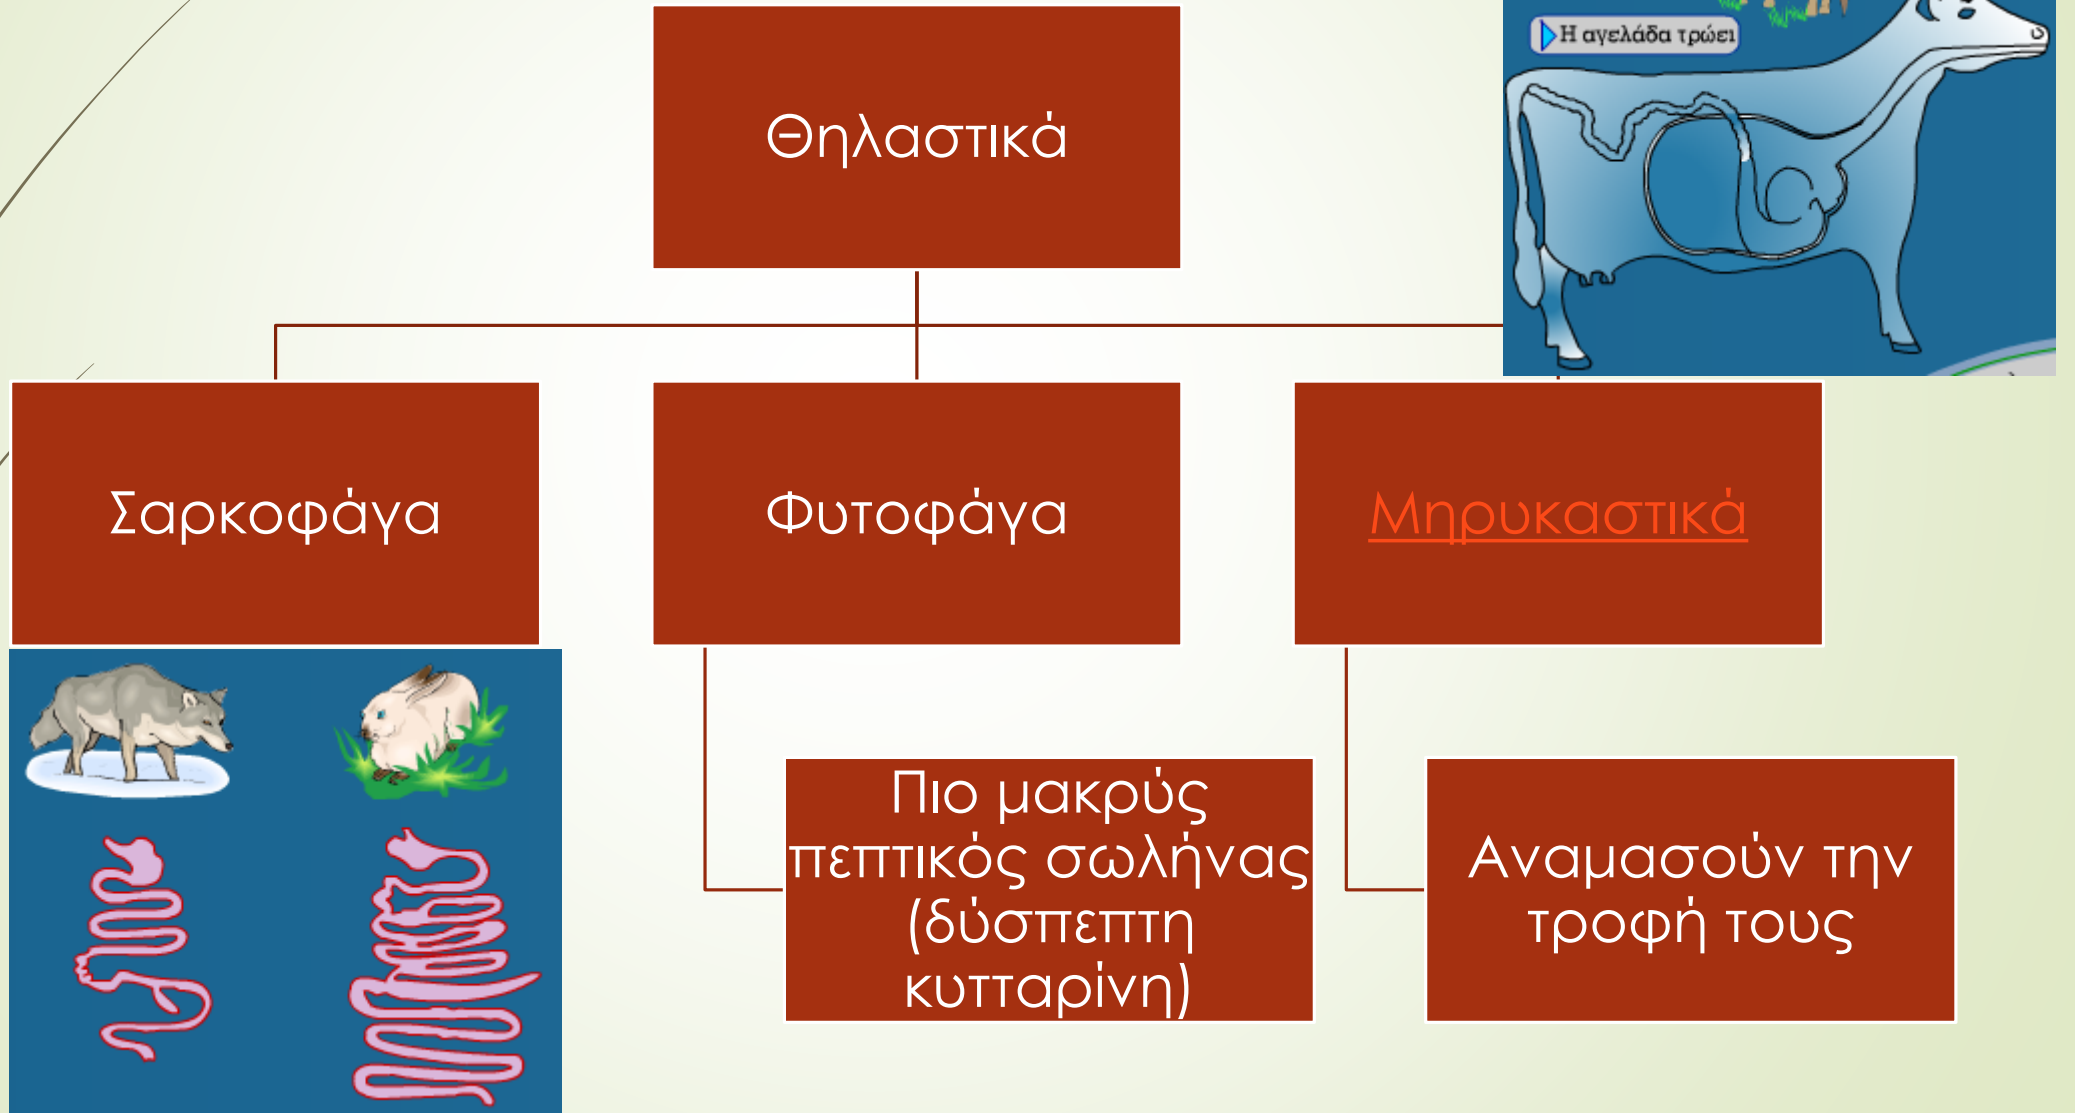 Η αγελάδα τρώει
Θηλαστικά
Σαρκοφάγα
Φυτοφάγα
Μηρυκαστικά
Πιο μακρύς
πεπτικός σωλήνας
(δύσπεπτη
κυτταρίνη)
Αναμασούν την
τροφή τους